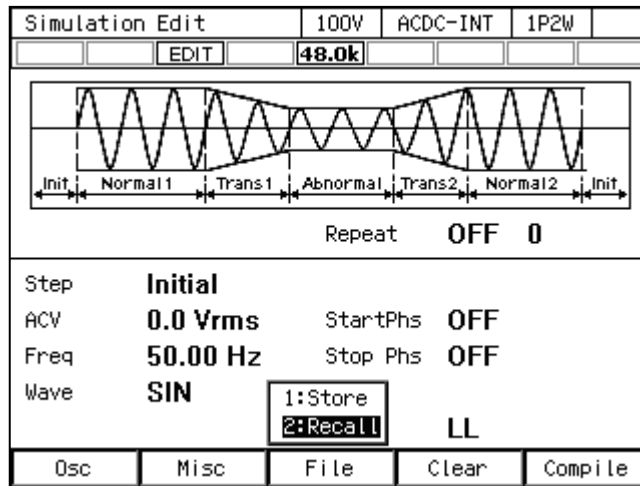 Simulation Edit 100V ACDC-INT 1P2W
EDIT 48.0k
Init Normal1 Trans1 Abnormal Trans2 Normal2 Init
Repeat OFF 0
Step Initial
ACV 0.0 Vrms StartPhs OFF
Freq 50.00 Hz Stop Phs OFF
Wave SIN
1:Store
2:Recall LL
Osc Misc File Clear Compile